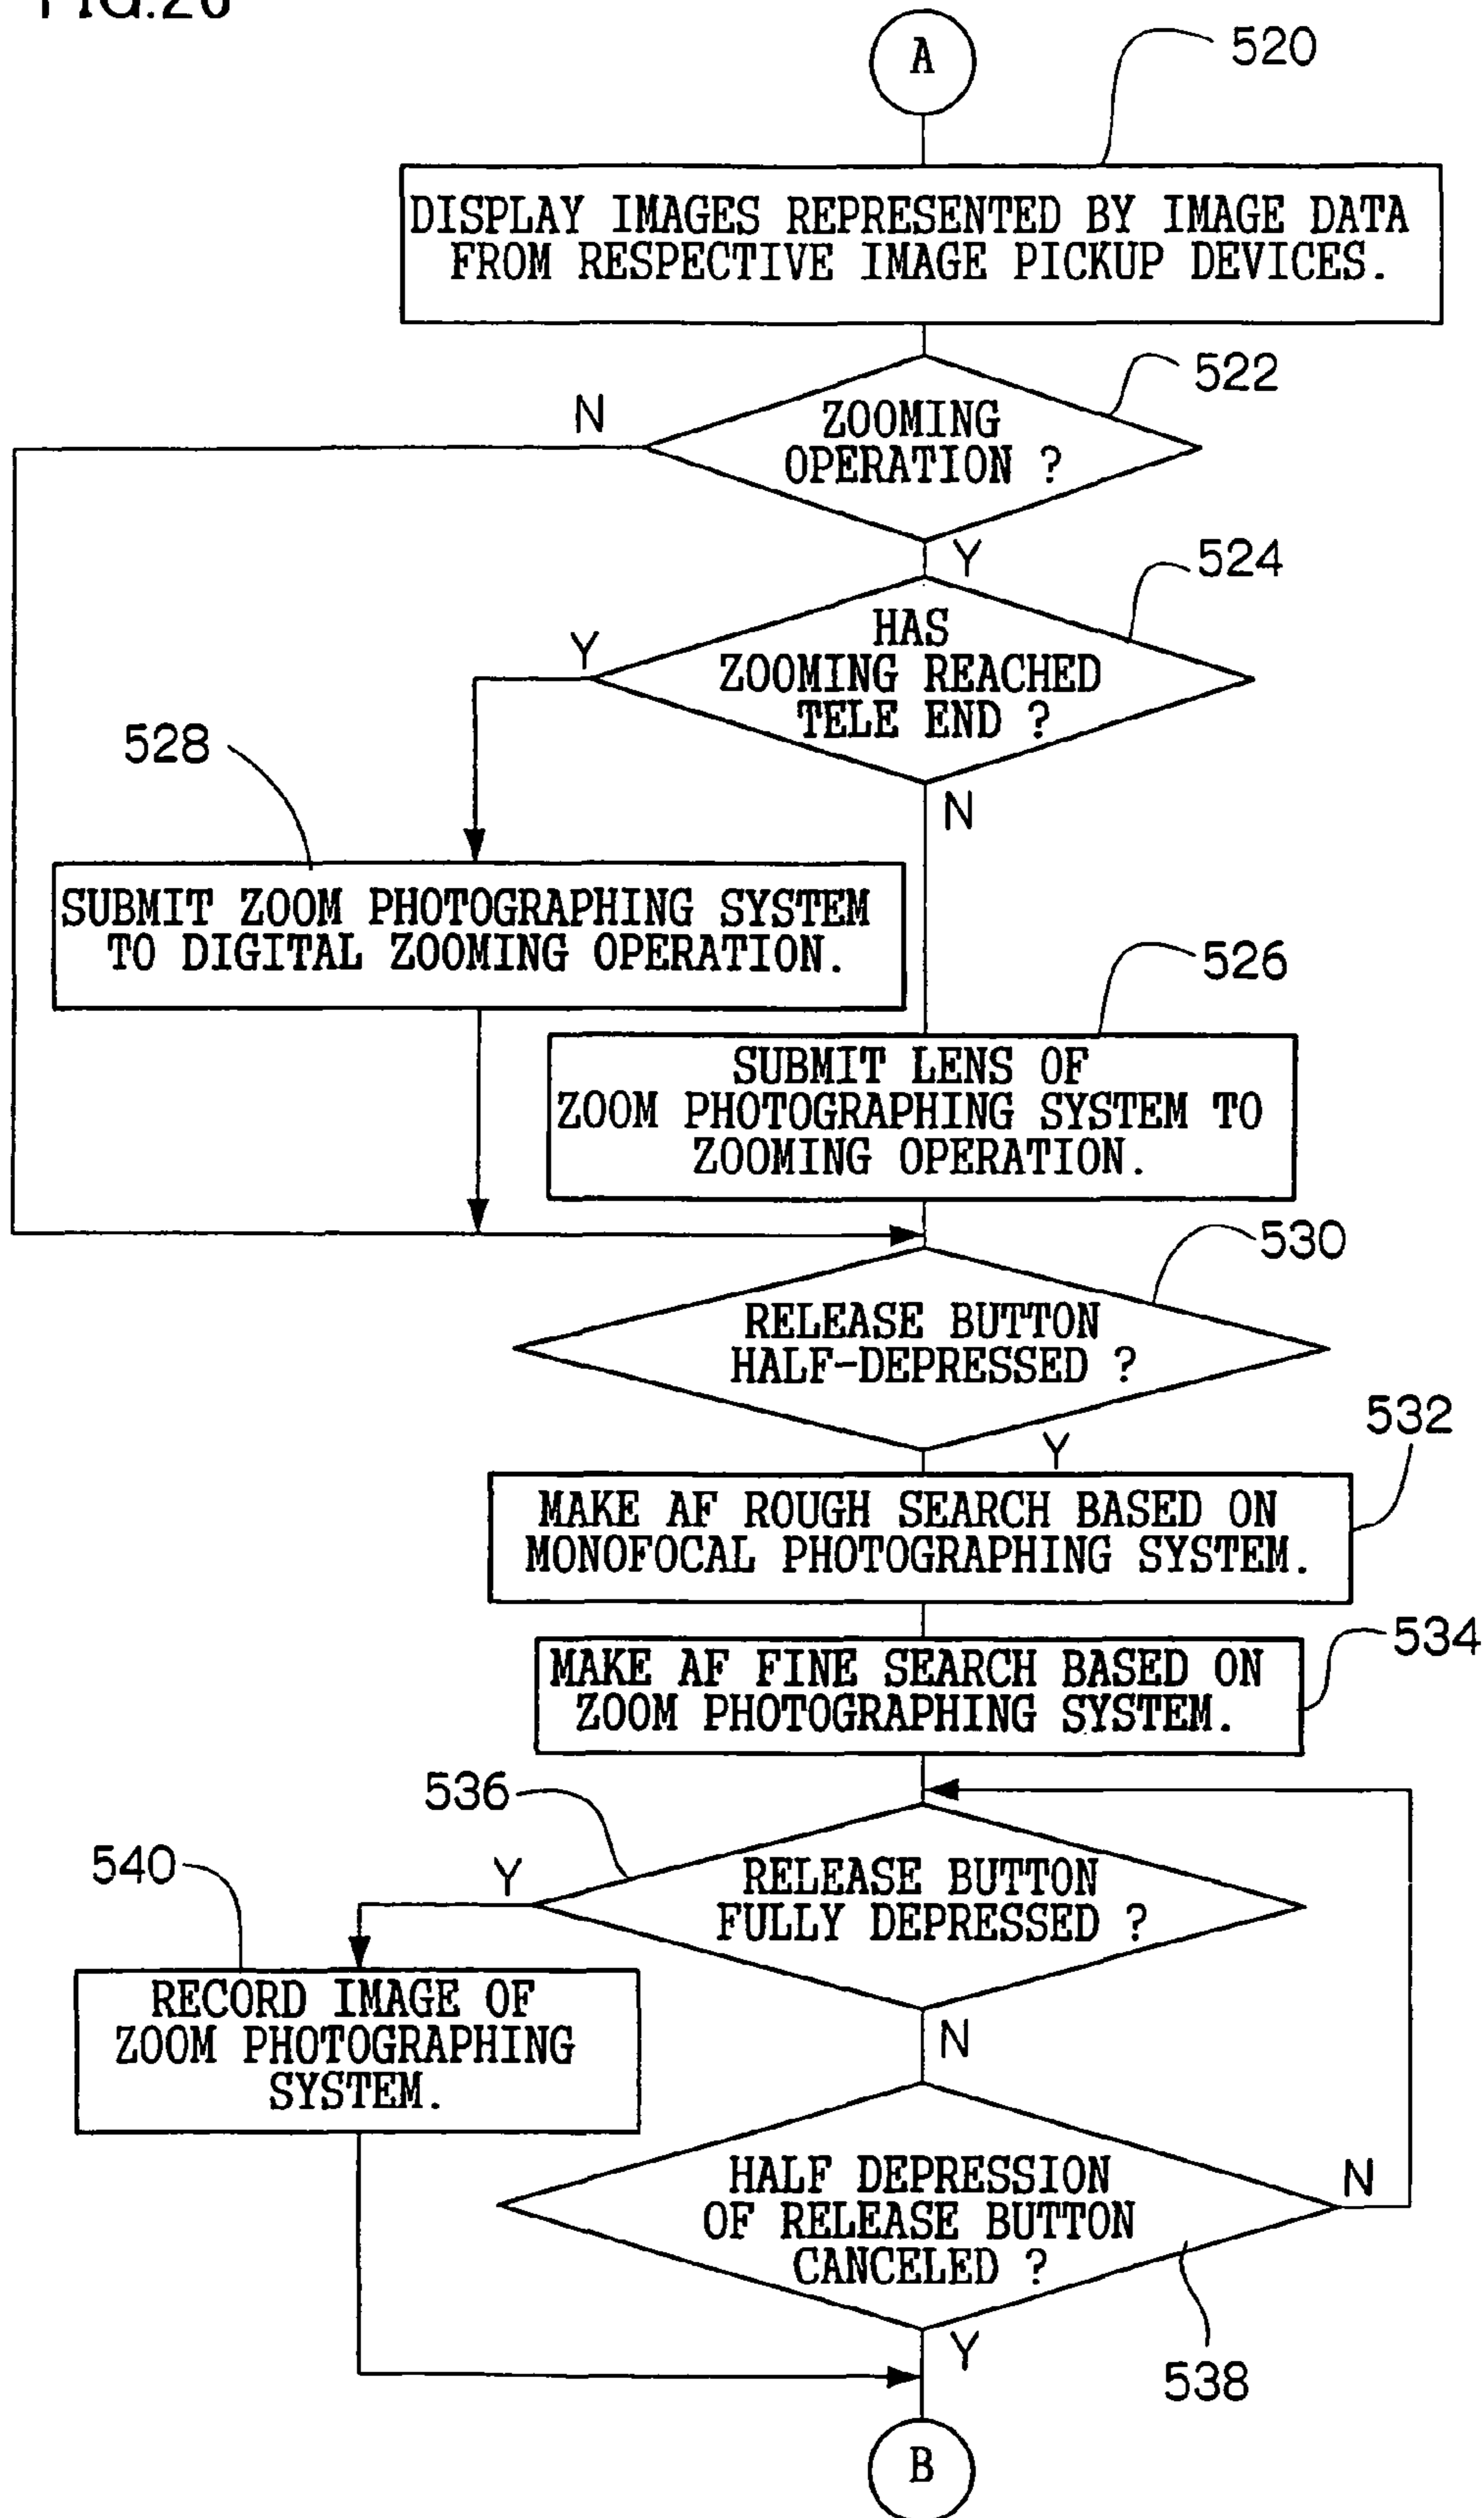 A
520
DISPLAY IMAGES REPRESENTED BY IMAGE DATA
FROM RESPECTIVE IMAGE PICKUP DEVICES.
522
N
ZOOMING
OPERATION ?
Y
524
HAS
ZOOMING REACHED
TELE END ?
Y
528
N
SUBMIT ZOOM PHOTOGRAPHING SYSTEM
TO DIGITAL ZOOMING OPERATION.
526
SUBMIT LENS OF
ZOOM PHOTOGRAPHING SYSTEM TO
ZOOMING OPERATION.
530
RELEASE BUTTON
HALF-DEPRESSED ?
Y
532
MAKE AF ROUGH SEARCH BASED ON
MONOFOCAL PHOTOGRAPHING SYSTEM.
534
MAKE AF FINE SEARCH BASED ON
ZOOM PHOTOGRAPHING SYSTEM.
536
540
Y
RELEASE BUTTON
FULLY DEPRESSED ?
RECORD IMAGE OF
ZOOM PHOTOGRAPHING
SYSTEM.
N
HALF DEPRESSION
OF RELEASE BUTTON
CANCELED ?
N
Y
538
B